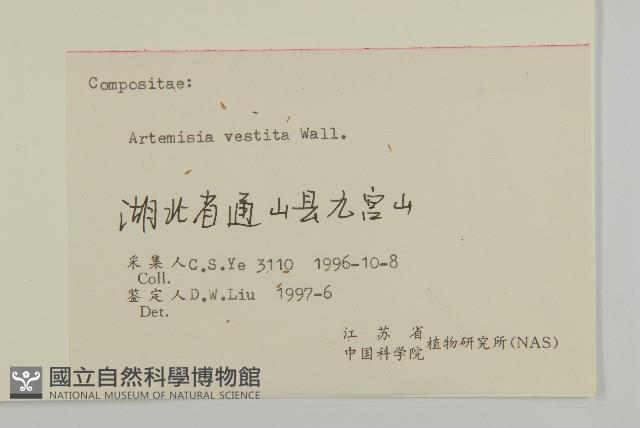 Compositae:
Artemisia vestita Wall.
湖北省通山县九宫山
采集人C.S.Ye 3110 1996-10-8
Coll.
鉴定人D.W.Liu 1997-6
Det.
江苏省
中国科学院植物研究所(NAS)
國立自然科學博物館
NATIONAL MUSEUM OF NATURAL SCIENCE